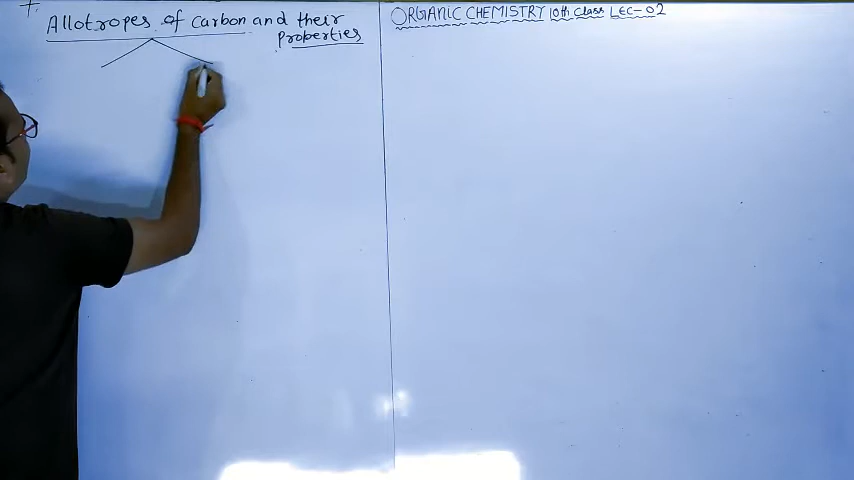 Allotropes of Carbon and their
Properties
ORGANIC CHEMISTRY 10th Class LEC-02